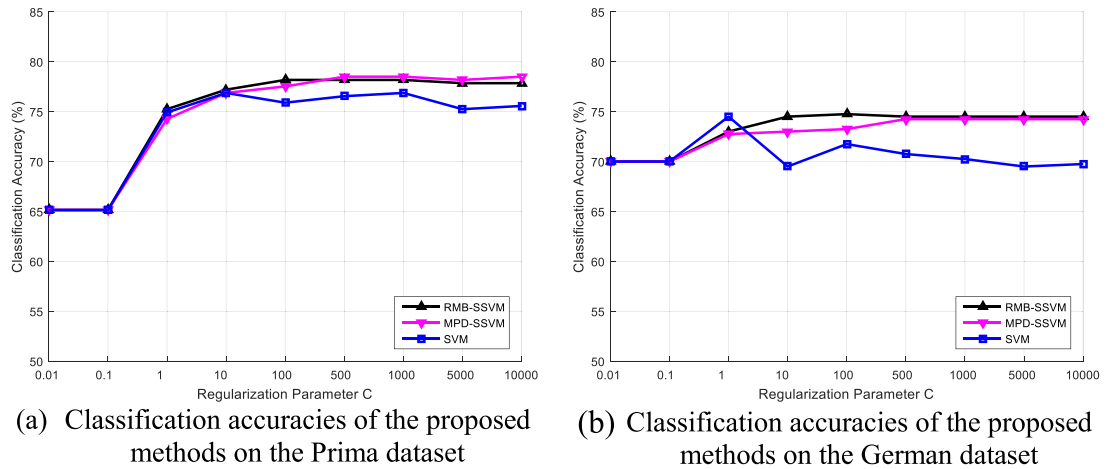 85
80
75
70
65
60
55
50
Classification Accuracy (%)
0.01 0.1 1 10 100 500 1000 5000 10000
Regularization Parameter C
RMB-SSVM
MPD-SSVM
SVM
(a) Classification accuracies of the proposed
methods on the Prima dataset
85
80
75
70
65
60
55
50
Classification Accuracy (%)
0.01 0.1 1 10 100 500 1000 5000 10000
Regularization Parameter C
RMB-SSVM
MPD-SSVM
SVM
(b) Classification accuracies of the proposed
methods on the German dataset